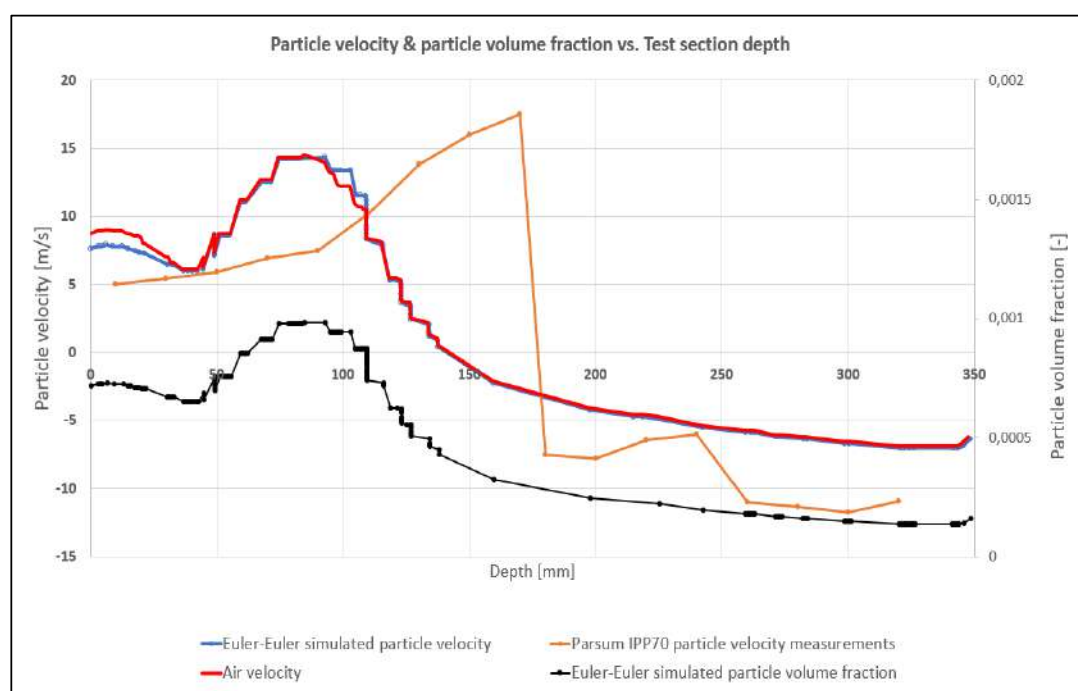 Particle velocity & particle volume fraction vs. Test section depth
20
15
10
5
0
-5
-10
-15
0,002
0,0015
0,001
0,0005
0
0 50 100 150 200 250 300 350
Particle velocity [m/s]
Particle volume fraction [-]
Depth [mm]
Euler-Euler simulated particle velocity
Parsum IPP70 particle velocity measurements
Air velocity
Euler-Euler simulated particle volume fraction